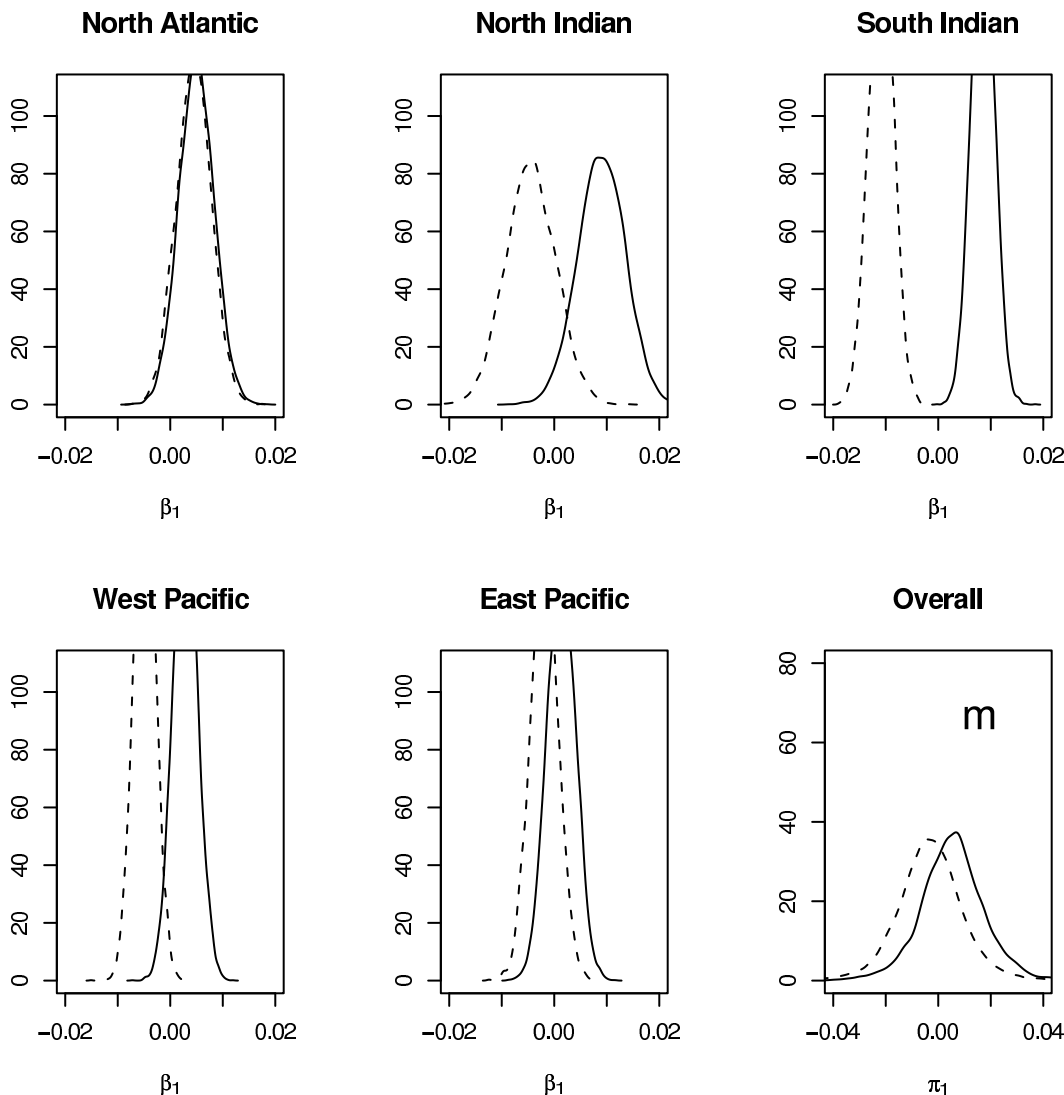 North Atlantic
0 20 40 60 80 100
−0.02 0.00 0.02
β1
North Indian
0 20 40 60 80 100
−0.02 0.00 0.02
β1
South Indian
0 20 40 60 80 100
−0.02 0.00 0.02
β1
West Pacific
0 20 40 60 80 100
−0.02 0.00 0.02
β1
East Pacific
0 20 40 60 80 100
−0.02 0.00 0.02
β1
Overall
0 20 40 60 80
m
−0.04 0.00 0.04
π1